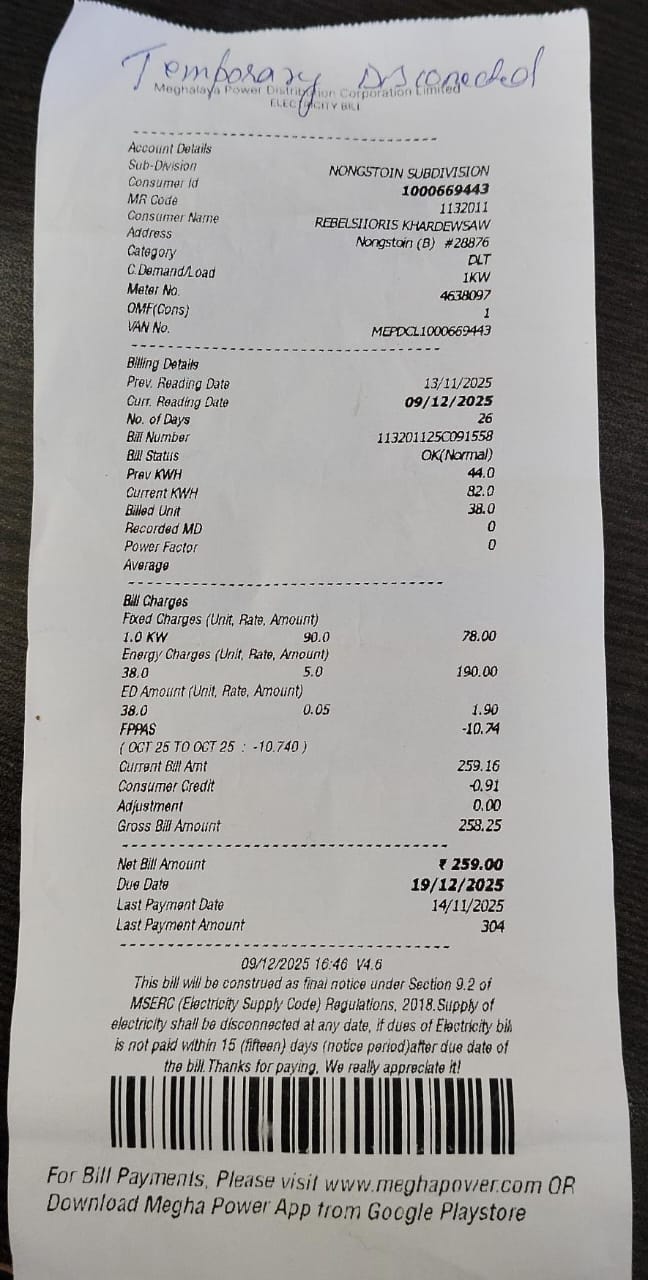 Temporary Disconected
Meghalaya Power Distribution Corporation Limited
ELECTRICITY BILL
Account Details
Sub-Division NONGSTOIN SUBDIVISION
Consumer Id 1000669443
MR Code 1132011
Consumer Name REBELSIIORIS KHARDEWSAW
Address Nongstoin (B) #28876
Category DLT
C.Demand/Load 1KW
Meter No. 4638097
OMF(Cons) 1
VAN No. MEPDCL1000669443
Billing Details
Prev. Reading Date 13/11/2025
Curr. Reading Date 09/12/2025
No. of Days 26
Bill Number 113201125C091558
Bill Status OK(Normal)
Prev KWH 44.0
Current KWH 82.0
Billed Unit 38.0
Recorded MD 0
Power Factor 0
Average
Bill Charges
Fixed Charges (Unit, Rate, Amount)
1.0 KW 90.0 78.00
Energy Charges (Unit, Rate, Amount)
38.0 5.0 190.00
ED Amount (Unit, Rate, Amount)
38.0 0.05 1.90
FPPAS -10.74
( OCT 25 TO OCT 25 : -10.740 )
Current Bill Amt 259.16
Consumer Credit -0.91
Adjustment 0.00
Gross Bill Amount 258.25
Net Bill Amount ₹ 259.00
Due Date 19/12/2025
Last Payment Date 14/11/2025
Last Payment Amount 304
09/12/2025 16:46 V4.6
This bill will be construed as final notice under Section 9.2 of
MSERC (Electricity Supply Code) Regulations, 2018.Supply of
electricity shall be disconnected at any date, if dues of Electricity bill
is not paid within 15 (fifteen) days (notice period)after due date of
the bill.Thanks for paying, We really appreciate it!
For Bill Payments, Please visit www.meghapower.com OR
Download Megha Power App from Google Playstore